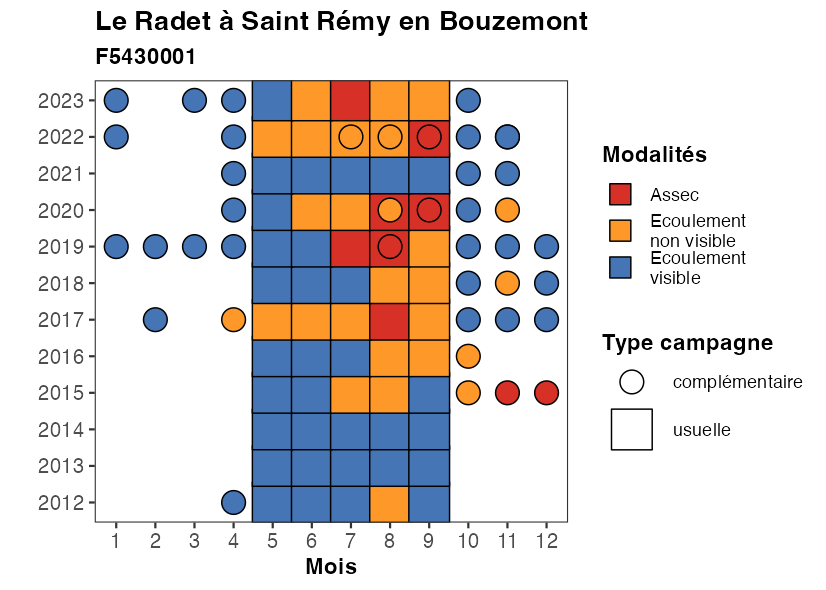 Le Radet à Saint Rémy en Bouzemont
F5430001
2023
2022
2021
2020
2019
2018
2017
2016
2015
2014
2013
2012
1 2 3 4 5 6 7 8 9 10 11 12
Mois
Modalités
Assec
Ecoulement
non visible
Ecoulement
visible
Type campagne
complémentaire
usuelle